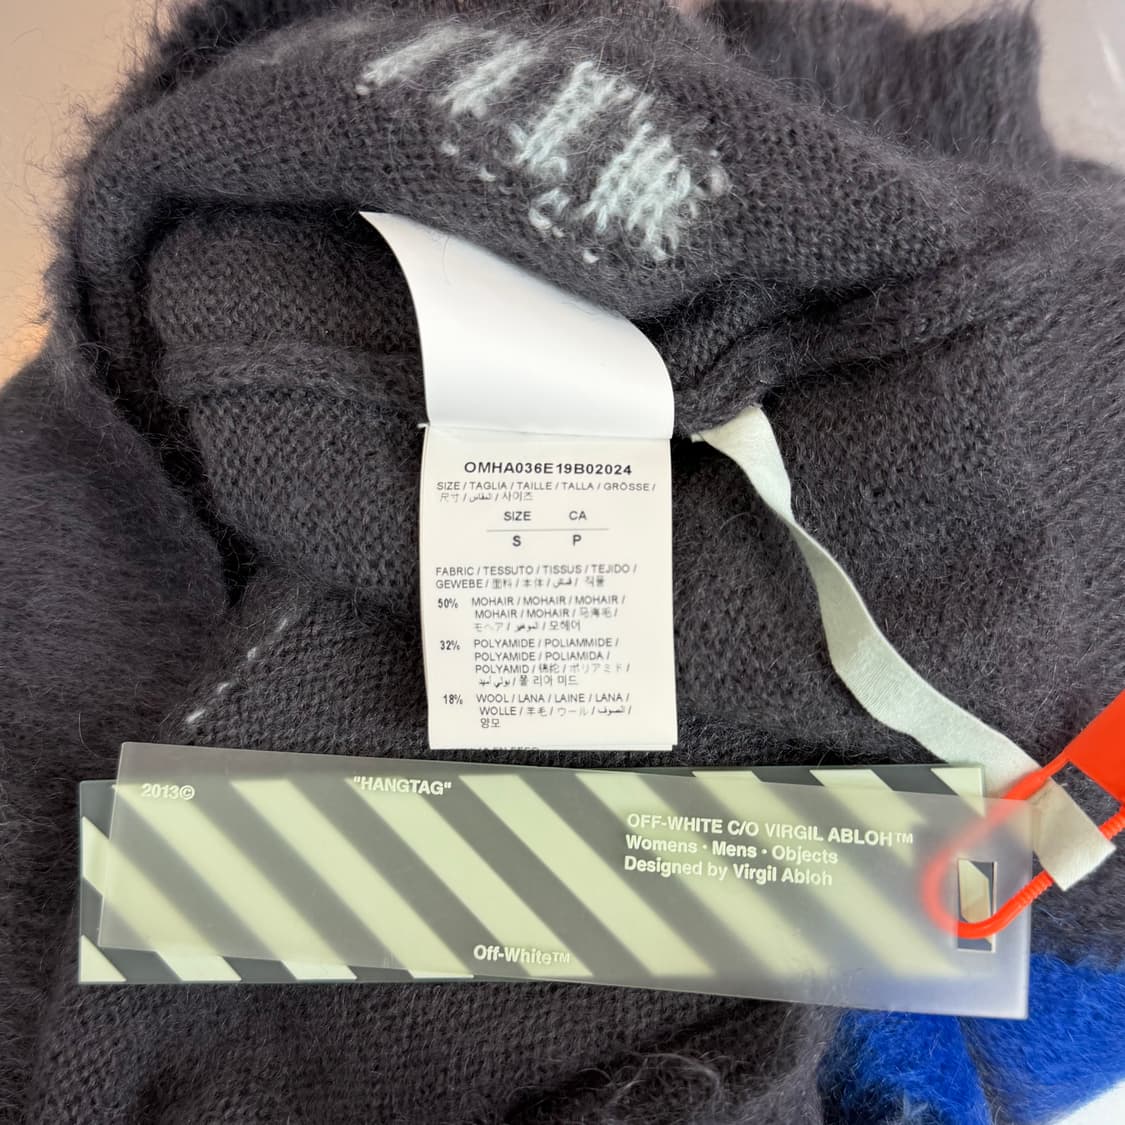 OMHA036E19B02024
SIZE / TAGLIA / TAILLE / TALLA / GRÖSSE /
尺寸 / المقاس / 사이즈
SIZE CA
S P
FABRIC / TESSUTO / TISSUS / TEJIDO /
GEWEBE / 面料 / 本体 / قماش / 직물
50% MOHAIR / MOHAIR / MOHAIR /
MOHAIR / MOHAIR / 马海毛 /
モヘア / الموهير / 모헤어
32% POLYAMIDE / POLIAMMIDE /
POLYAMIDE / POLIAMIDA /
POLYAMID / 锦纶 / ポリアミド /
بولي أميد / 폴 리아 미드
18% WOOL / LANA / LAINE / LANA /
WOLLE / 羊毛 / ウール / الصوف /
양모
2013© "HANGTAG"
OFF-WHITE C/O VIRGIL ABLOH™
Womens • Mens • Objects
Designed by Virgil Abloh
Off-White™